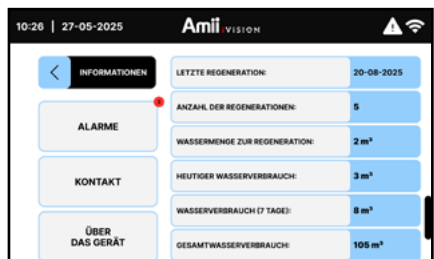 10:26 | 27-05-2025
Amii.VISION
INFORMATIONEN
ALARME
KONTAKT
ÜBER
DAS GERÄT
LETZTE REGENERATION: 20-08-2025
ANZAHL DER REGENERATIONEN: 5
WASSERMENGE ZUR REGENERATION: 2 m³
HEUTIGER WASSERVERBRAUCH: 3 m³
WASSERVERBRAUCH (7 TAGE): 8 m³
GESAMTWASSERVERBRAUCH: 105 m³